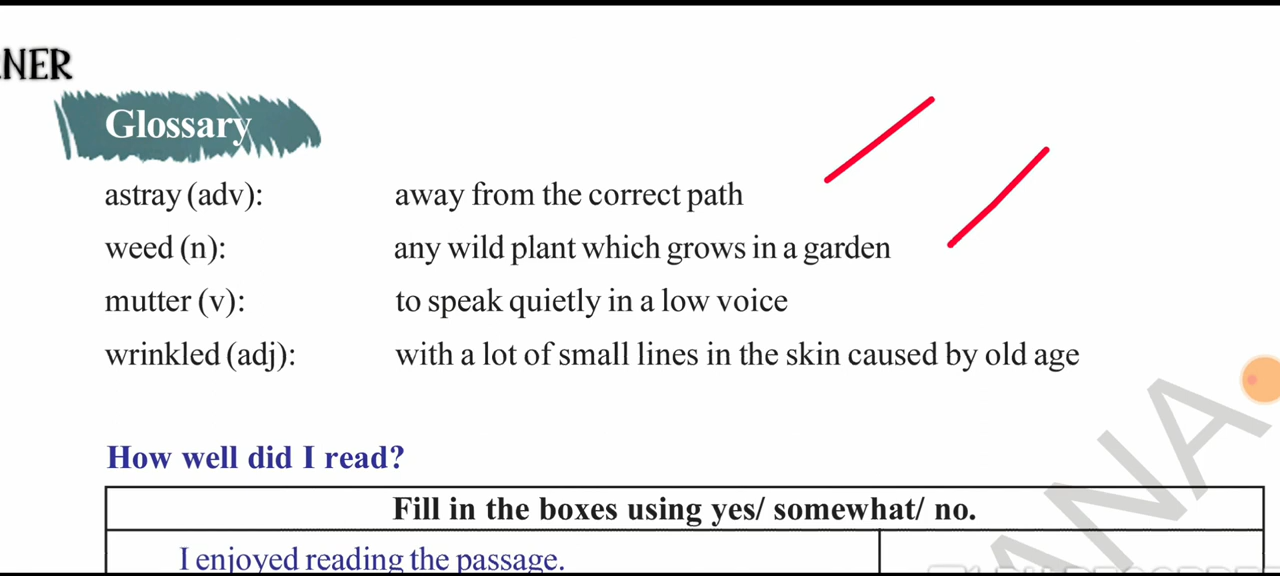 NER
Glossary
astray (adv): away from the correct path
weed (n): any wild plant which grows in a garden
mutter (v): to speak quietly in a low voice
wrinkled (adj): with a lot of small lines in the skin caused by old age
How well did I read?
Fill in the boxes using yes/ somewhat/ no.
I enjoyed reading the passage.
ANA